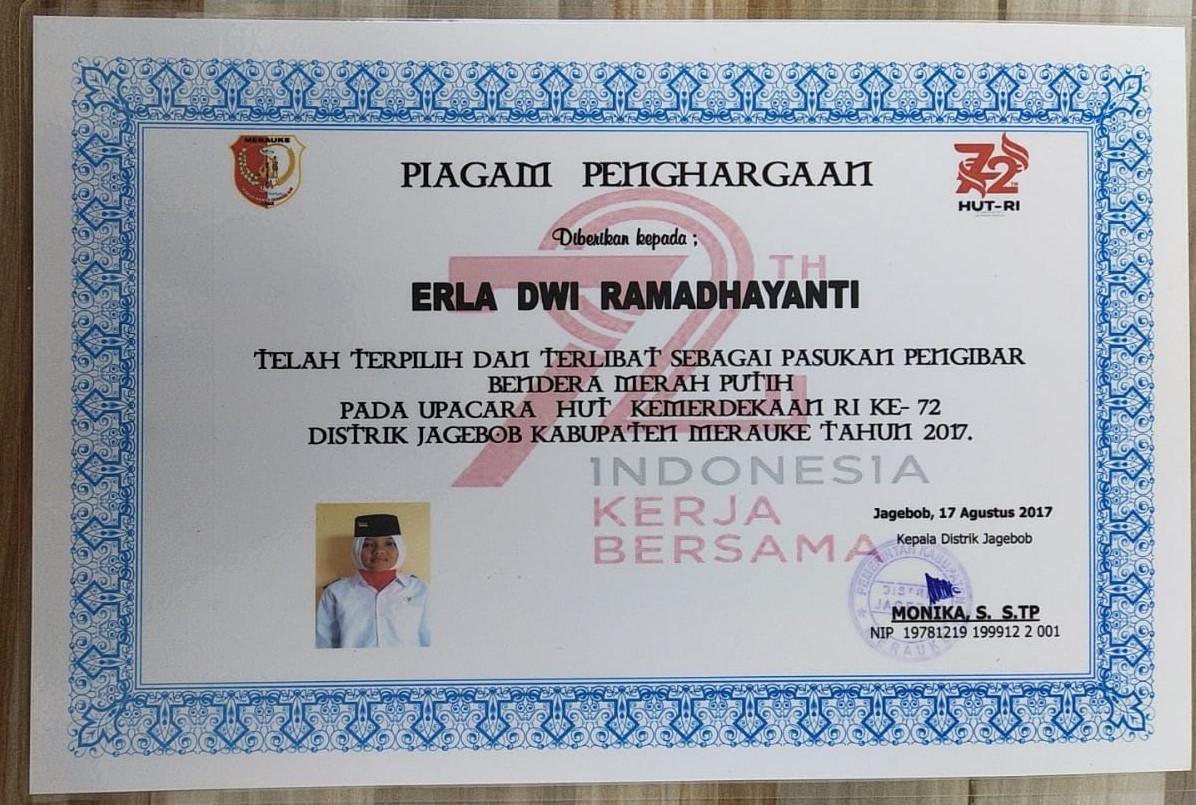 MERAUKE
72
HUT-RI
PIAGAM PENGHARGAAN
Diberikan kepada ;
72 TH
ERLA DWI RAMADHAYANTI
TELAH TERPILIH DAN TERLIBAT SEBAGAI PASUKAN PENGIBAR
BENDERA MERAH PUTIH
PADA UPACARA HUT KEMERDEKAAN RI KE- 72
DISTRIK JAGEBOB KABUPATEN MERAUKE TAHUN 2017.
INDONESIA
KERJA
BERSAMA
Jagebob, 17 Agustus 2017
Kepala Distrik Jagebob
PEMERINTAH KABUPATEN
MONIKA, S. S.TP
NIP 19781219 199912 2 001
MERAUKE